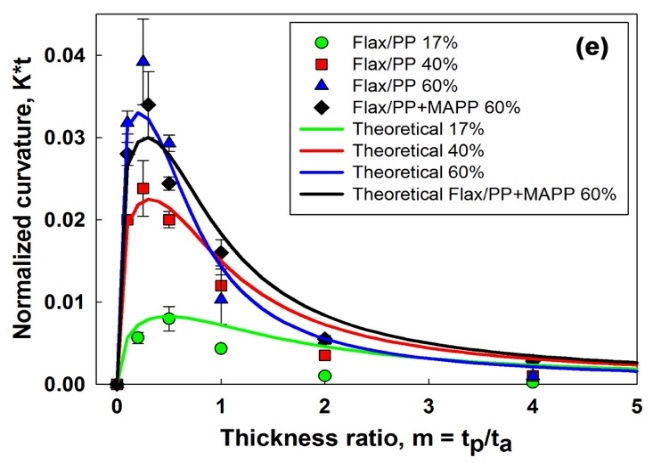 (e)
Flax/PP 17%
Flax/PP 40%
Flax/PP 60%
Flax/PP+MAPP 60%
Theoretical 17%
Theoretical 40%
Theoretical 60%
Theoretical Flax/PP+MAPP 60%
Normalized curvature, K*t
0.04
0.03
0.02
0.01
0.00
0 1 2 3 4 5
Thickness ratio, m = tp/ta